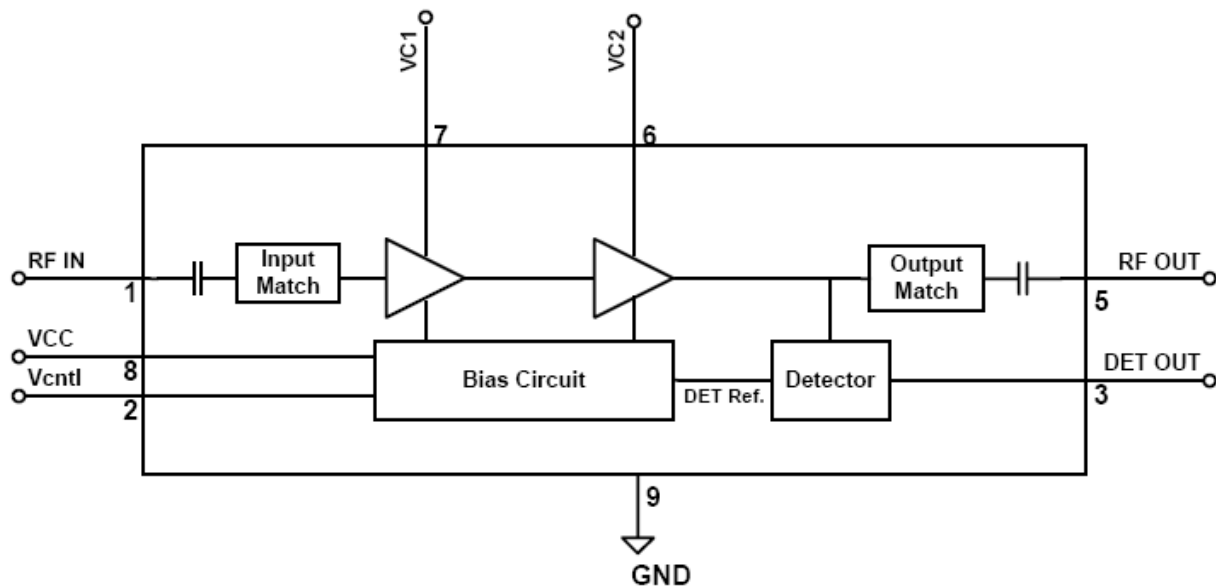 VC1
VC2
7
6
RF IN
1
Input
Match
Output
Match
RF OUT
5
VCC
8
Vcntl
2
Bias Circuit
DET Ref.
Detector
DET OUT
3
9
GND